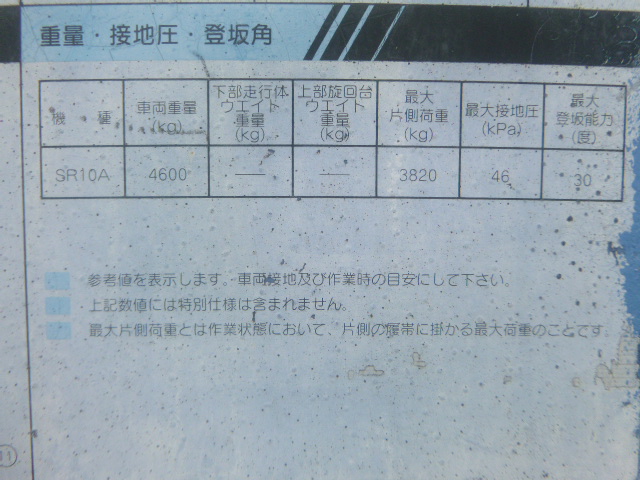 重量・接地圧・登坂角
機種 車両重量(kg) 下部走行体ウエイト重量(kg) 上部旋回台ウエイト重量(kg) 最大片側荷重(kg) 最大接地圧(kPa) 最大登坂能力(度)
SR10A 4600 — — 3820 46 30
参考値を表示します。車両接地及び作業時の目安にして下さい。
上記数値には特別仕様は含まれません。
最大片側荷重とは作業状態において、片側の履帯に掛かる最大荷重のことです。